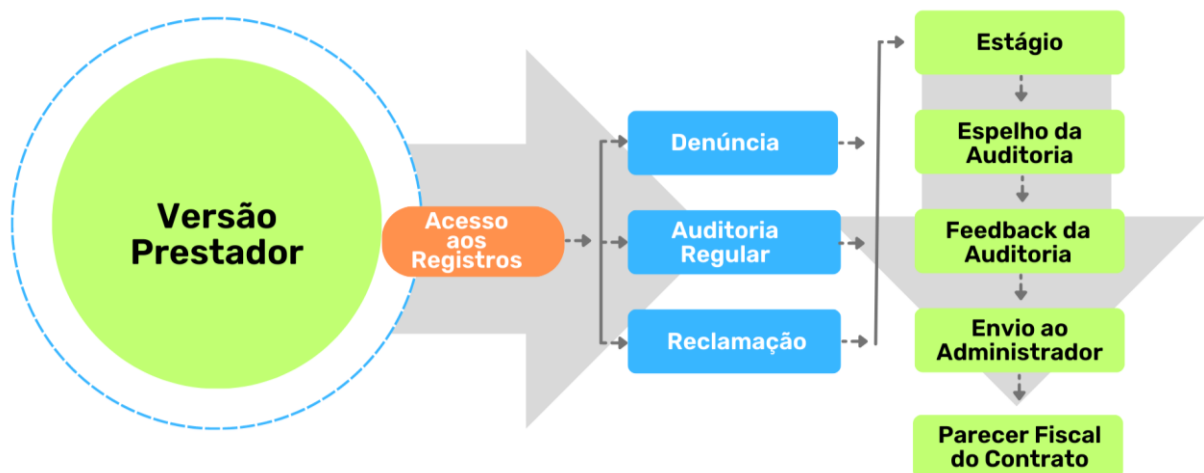 Versão
Prestador
Acesso
aos
Registros
Denúncia
Auditoria
Regular
Reclamação
Estágio
Espelho da
Auditoria
Feedback da
Auditoria
Envio ao
Administrador
Parecer Fiscal
do Contrato